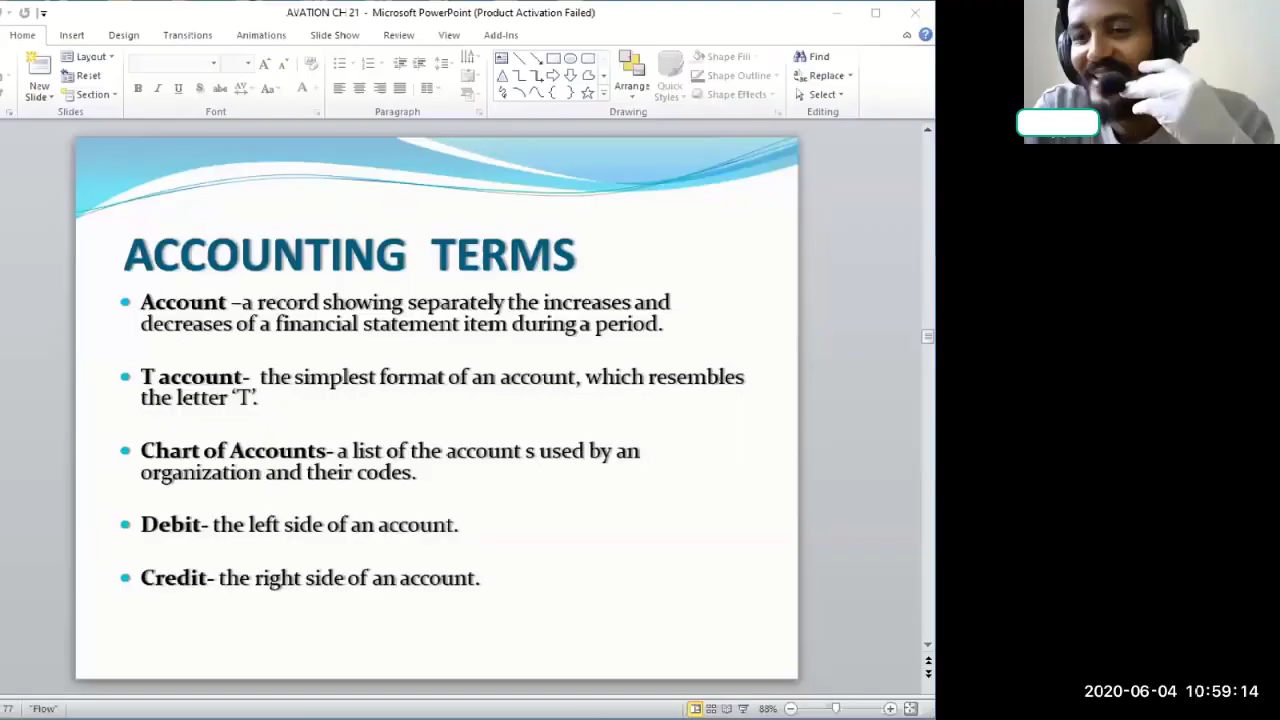 AVATION CH 21 - Microsoft PowerPoint (Product Activation Failed)
Home Insert Design Transitions Animations Slide Show Review View Add-Ins
New Slide
Layout
Reset
Section
Slides
B I U S abc AV Aa A
A A
Font
Paragraph
Arrange
Quick Styles
Shape Fill
Shape Outline
Shape Effects
Drawing
Find
Replace
Select
Editing
ACCOUNTING TERMS
Account –a record showing separately the increases and
decreases of a financial statement item during a period.
T account- the simplest format of an account, which resembles
the letter ‘T’.
Chart of Accounts- a list of the account s used by an
organization and their codes.
Debit- the left side of an account.
Credit- the right side of an account.
77 "Flow"
88%
2020-06-04 10:59:14